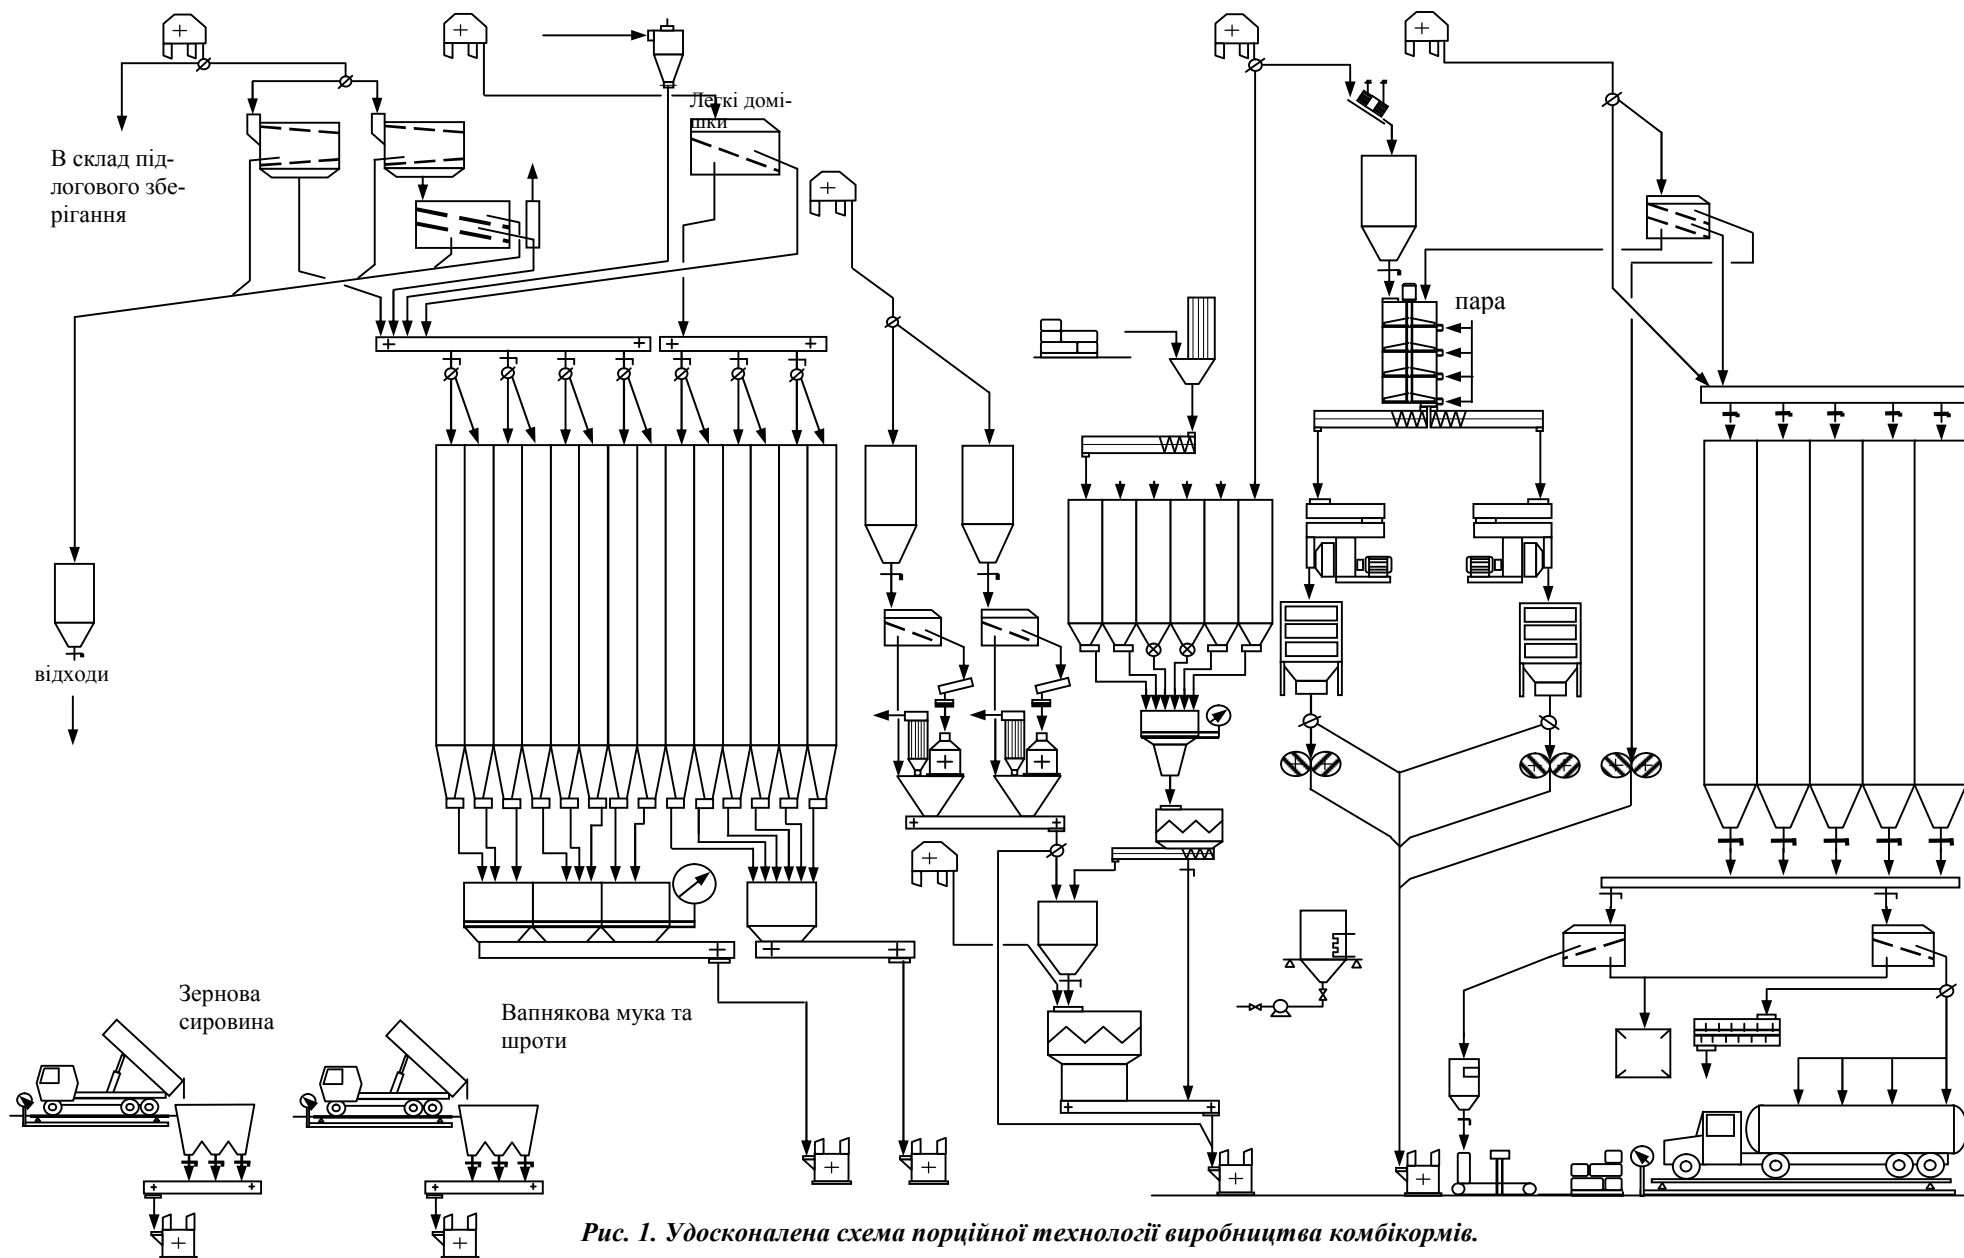 Легкі домі-
шки
В склад під-
логового збе-
рігання
пара
відходи
Зернова
сировина
Вапнякова мука та
шроти
Рис. 1. Удосконалена схема порційної технології виробництва комбікормів.